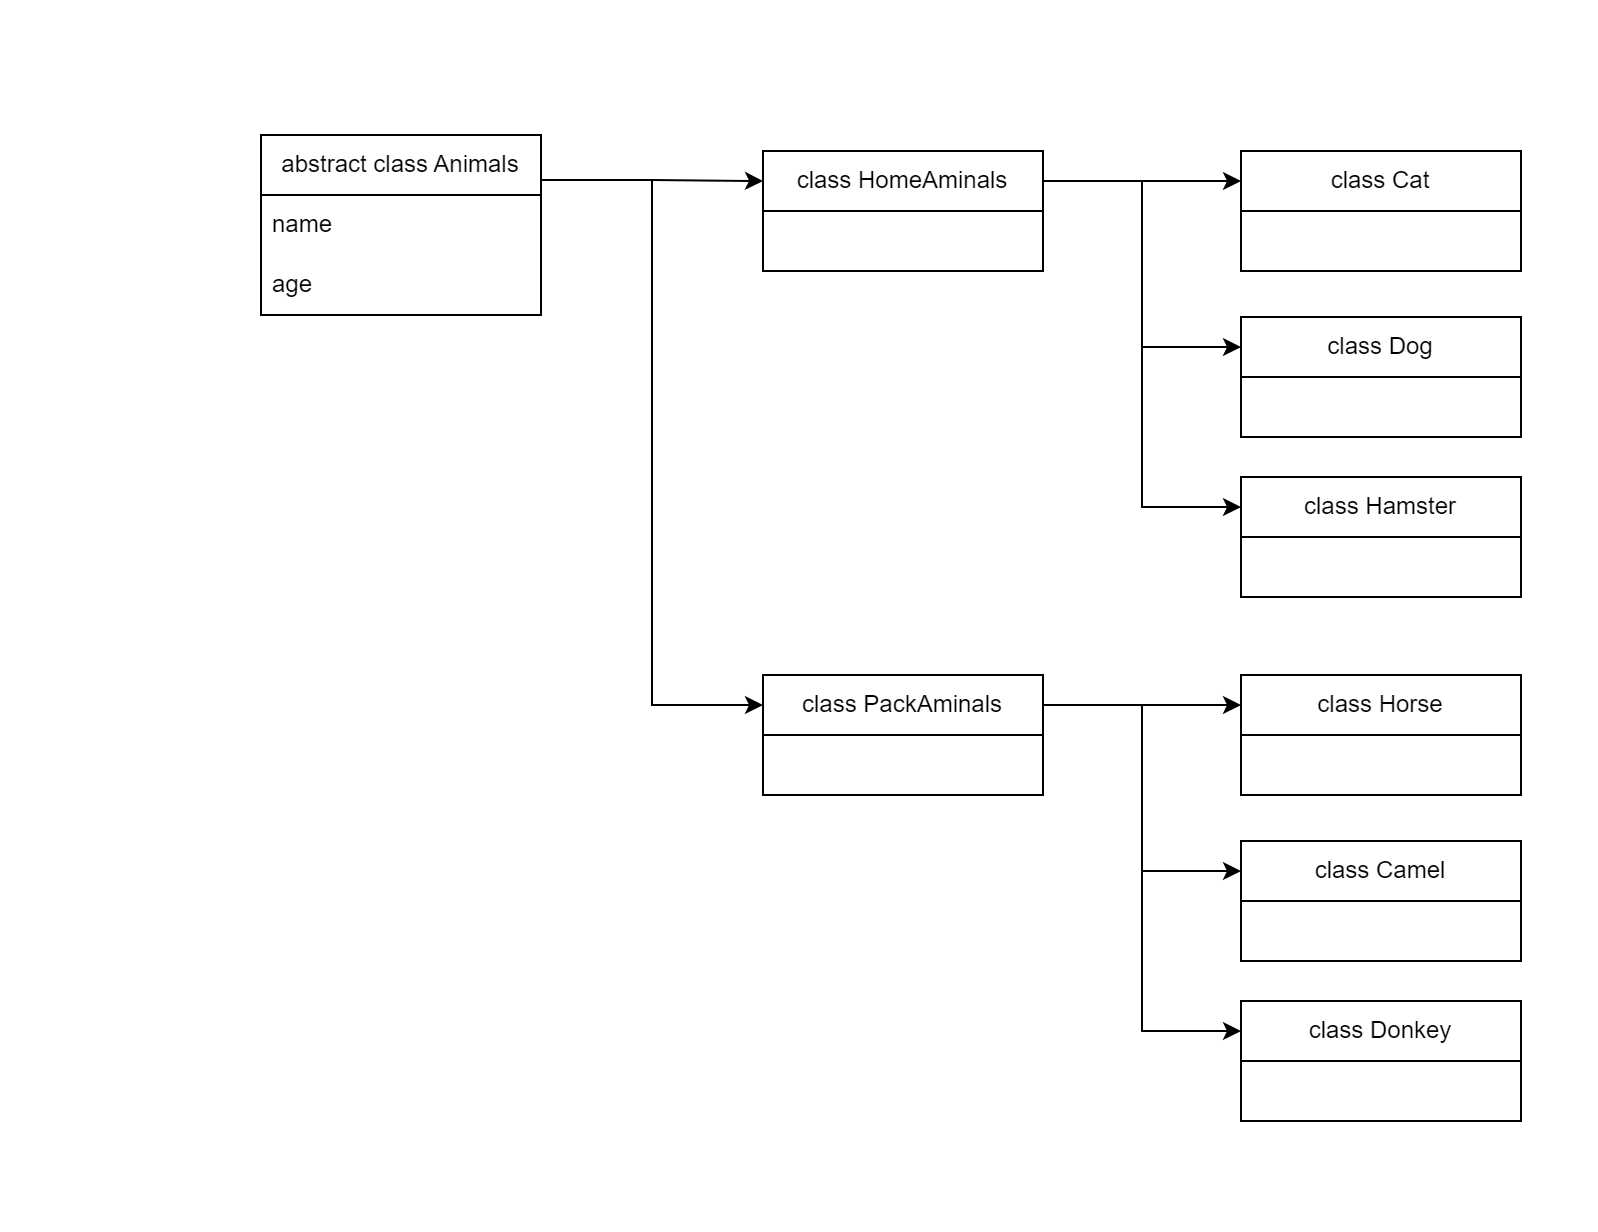 abstract class Animals
name
age
class HomeAminals
class Cat
class Dog
class Hamster
class PackAminals
class Horse
class Camel
class Donkey